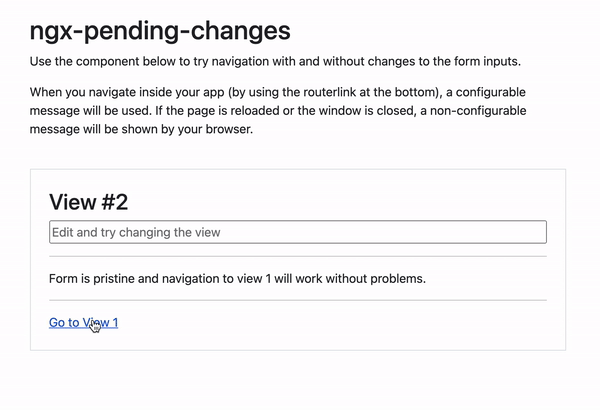 ngx-pending-changes
Use the component below to try navigation with and without changes to the form inputs.
When you navigate inside your app (by using the routerlink at the bottom), a configurable
message will be used. If the page is reloaded or the window is closed, a non-configurable
message will be shown by your browser.
View #2
Edit and try changing the view
Form is pristine and navigation to view 1 will work without problems.
Go to View 1